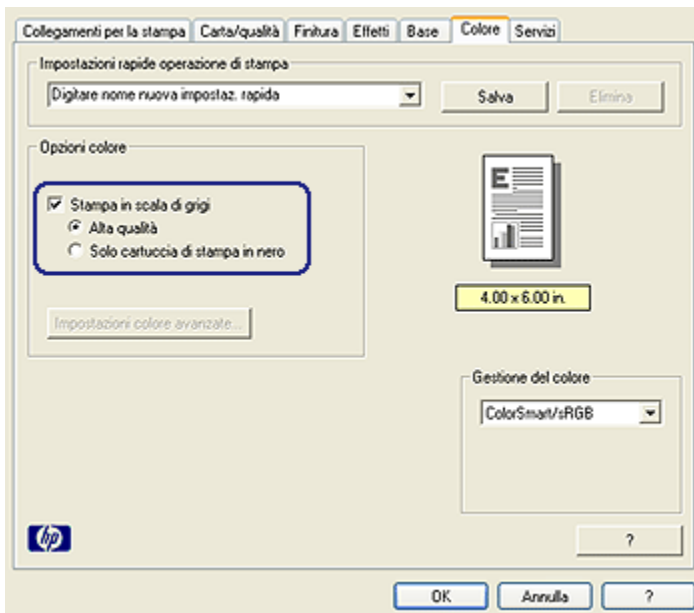 Collegamenti per la stampa Carta/qualità Finitura Effetti Base Colore Servizi
Impostazioni rapide operazione di stampa
Digitare nome nuova impostaz. rapida Salva Elimina
Opzioni colore
Stampa in scala di grigi
Alta qualità
Solo cartuccia di stampa in nero
Impostazioni colore avanzate...
E
4.00 x 6.00 in.
Gestione del colore
ColorSmart/sRGB
hp
?
OK Annulla ?